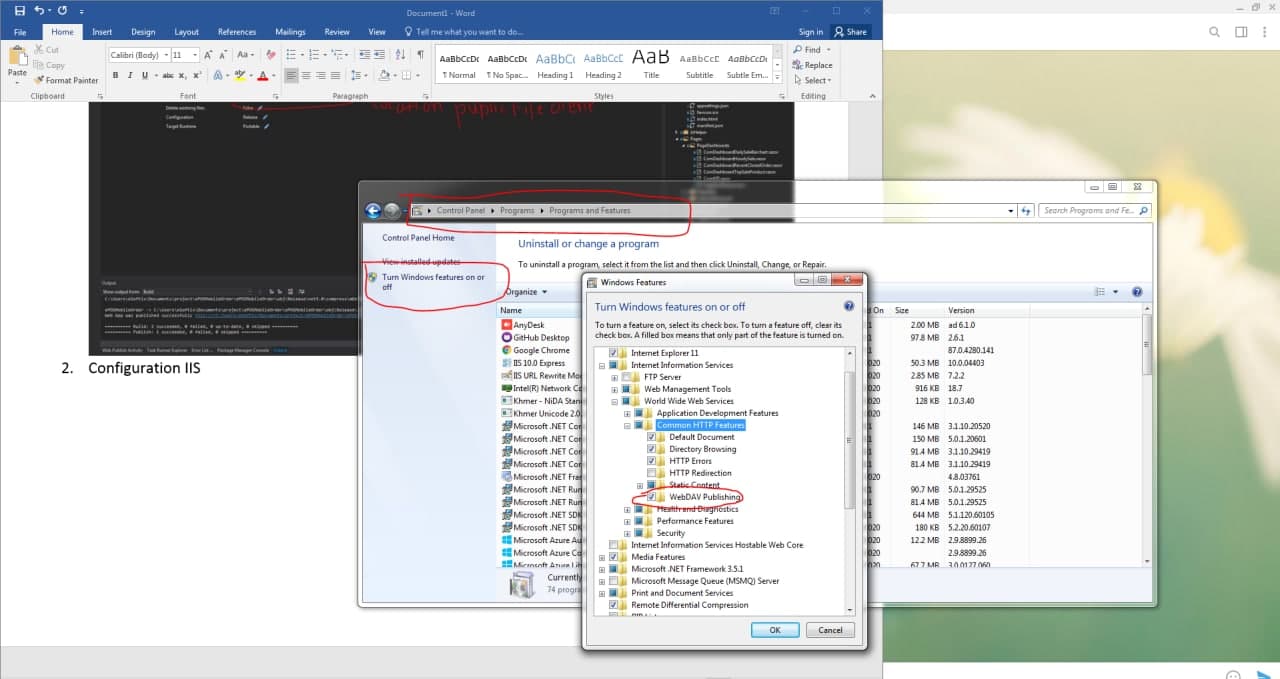 Document1 - Word
File Home Insert Design Layout References Mailings Review View Tell me what you want to do... Sign in Share
Paste Cut Copy Format Painter
Calibri (Body) 11
AaBbCcDc AaBbCcDc AaBbCc AaBbCcC AaB AaBbCcC AaBbCcDc
¶ Normal ¶ No Spac... Heading 1 Heading 2 Title Subtitle Subtle Em...
Find Replace Select
Clipboard Font Paragraph Styles Editing
Configuration Release
Target Runtime Portable
2. Configuration IIS
Control Panel Programs Programs and Features
Search Programs and Fe...
Control Panel Home
View installed updates
Turn Windows features on or
off
Uninstall or change a program
To uninstall a program, select it from the list and then click Uninstall, Change, or Repair.
Organize
Name d On Size Version
AnyDesk 2.00 MB ad 6.1.0
GitHub Desktop 97.8 MB 2.6.1
Google Chrome 87.0.4280.141
IIS 10.0 Express 50.3 MB 10.0.04403
IIS URL Rewrite Mo 2.85 MB 7.2.2
Intel(R) Network Co 916 KB 18.7
Khmer - NiDA Stan 128 KB 1.0.3.40
Khmer Unicode 2.0.
Microsoft .NET Cor 146 MB 3.1.10.20520
Microsoft .NET Cor 150 MB 5.0.1.20601
Microsoft .NET Cor 91.4 MB 3.1.10.29419
Microsoft .NET Cor 81.4 MB 3.1.10.29419
Microsoft .NET Fra 4.8.03761
Microsoft .NET Run 90.7 MB 5.0.1.29525
Microsoft .NET Run 81.4 MB 5.0.1.29525
Microsoft .NET SDK 644 MB 5.1.120.60105
Microsoft .NET SDK 180 KB 5.2.20.60107
Microsoft Azure Au 12.2 MB 2.9.8899.26
Microsoft Azure Co 2.9.8899.26
Microsoft Azure Lib 67.7 MB 3.0.0127.060
Currently
74 progra
Windows Features
Turn Windows features on or off
To turn a feature on, select its check box. To turn a feature off, clear its
check box. A filled box means that only part of the feature is turned on.
Internet Explorer 11
Internet Information Services
FTP Server
Web Management Tools
World Wide Web Services
Application Development Features
Common HTTP Features
Default Document
Directory Browsing
HTTP Errors
HTTP Redirection
Static Content
WebDAV Publishing
Health and Diagnostics
Performance Features
Security
Internet Information Services Hostable Web Core
Media Features
Microsoft .NET Framework 3.5.1
Microsoft Message Queue (MSMQ) Server
Print and Document Services
Remote Differential Compression
OK Cancel